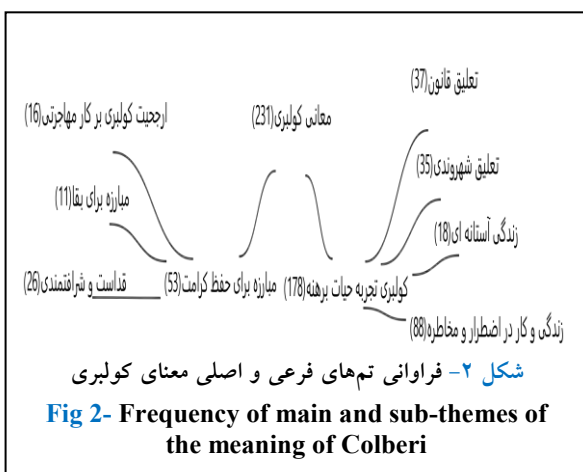 تعلیق قانون(37)
معانی کولبری(231)
ارجحیت کولبری بر کار مهاجرتی(16)
تعلیق شهروندی(35)
مبارزه برای بقا(11)
زندگی آستانه ای(18)
کولبری تجربه حیات برهنه(178)
مبارزه برای حفظ کرامت(53)
قداست و شرافتمندی(26)
زندگی و کار در اضطرار و مخاطره(88)
شکل ۲- فراوانی تم‌های فرعی و اصلی معنای کولبری
Fig 2- Frequency of main and sub-themes of
the meaning of Colberi